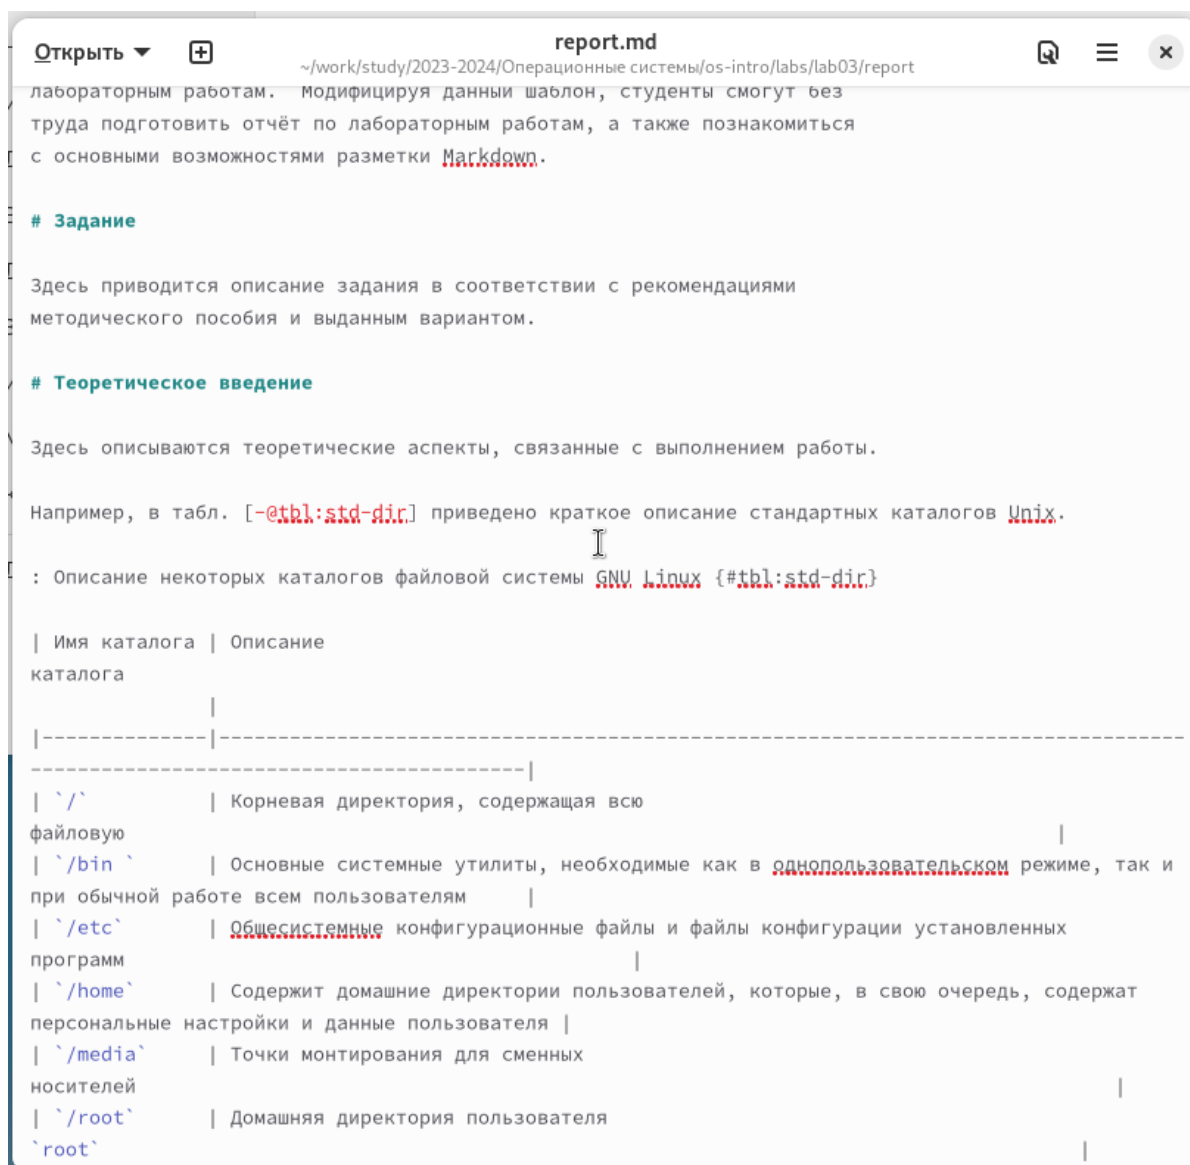 Открыть
report.md
~/work/study/2023-2024/Операционные системы/os-intro/labs/lab03/report
лабораторным работам.  Модифицируя данный шаблон, студенты смогут без
труда подготовить отчёт по лабораторным работам, а также познакомиться
с основными возможностями разметки Markdown.
# Задание
Здесь приводится описание задания в соответствии с рекомендациями
методического пособия и выданным вариантом.
# Теоретическое введение
Здесь описываются теоретические аспекты, связанные с выполнением работы.
Например, в табл. [-@tbl:std-dir] приведено краткое описание стандартных каталогов Unix.
: Описание некоторых каталогов файловой системы GNU Linux {#tbl:std-dir}
| Имя каталога | Описание
каталога
|
|--------------|----------------------------------------------------------------------------------
------------------------------------------|
| `/`          | Корневая директория, содержащая всю
файловую |
| `/bin `      | Основные системные утилиты, необходимые как в однопользовательском режиме, так и
при обычной работе всем пользователям     |
| `/etc`       | Общесистемные конфигурационные файлы и файлы конфигурации установленных
программ |
| `/home`      | Содержит домашние директории пользователей, которые, в свою очередь, содержат
персональные настройки и данные пользователя |
| `/media`     | Точки монтирования для сменных
носителей |
| `/root`      | Домашняя директория пользователя
`root` |